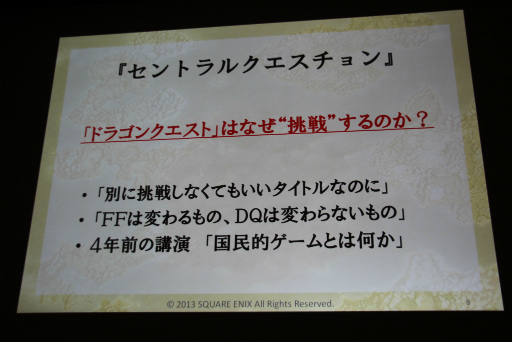 『セントラルクエスチョン』
「ドラゴンクエスト」はなぜ“挑戦”するのか？
・「別に挑戦しなくてもいいタイトルなのに」
・「ＦＦは変わるもの、ＤＱは変わらないもの」
・４年前の講演 「国民的ゲームとは何か」
© 2013 SQUARE ENIX All Rights Reserved.
9